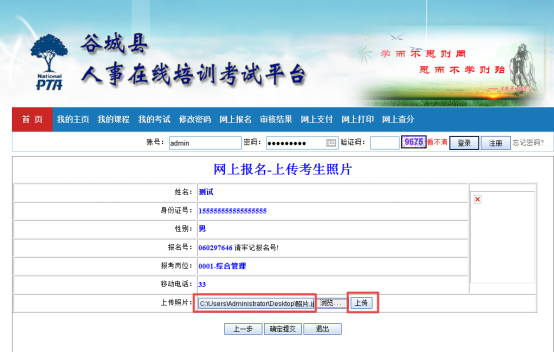 谷城县
人事在线培训考试平台
National
PTA
学而不思则罔
思而不学则殆
首 页 我的主页 我的课程 我的考试 修改密码 网上报名 审核结果 网上支付 网上打印 网上查分
账号: admin 密码: ●●●●●●●●● 验证码: 9675 看不清 登录 注册 忘记密码?
网上报名-上传考生照片
姓名: 测试
身份证号: 155555555555555555
性别: 男
报名号: 060297646 请牢记报名号!
报考岗位: 0001-综合管理
移动电话: 33
上传照片: C:\Users\Administrator\Desktop\照片.j 浏览... 上传
上一步 确定提交 退出